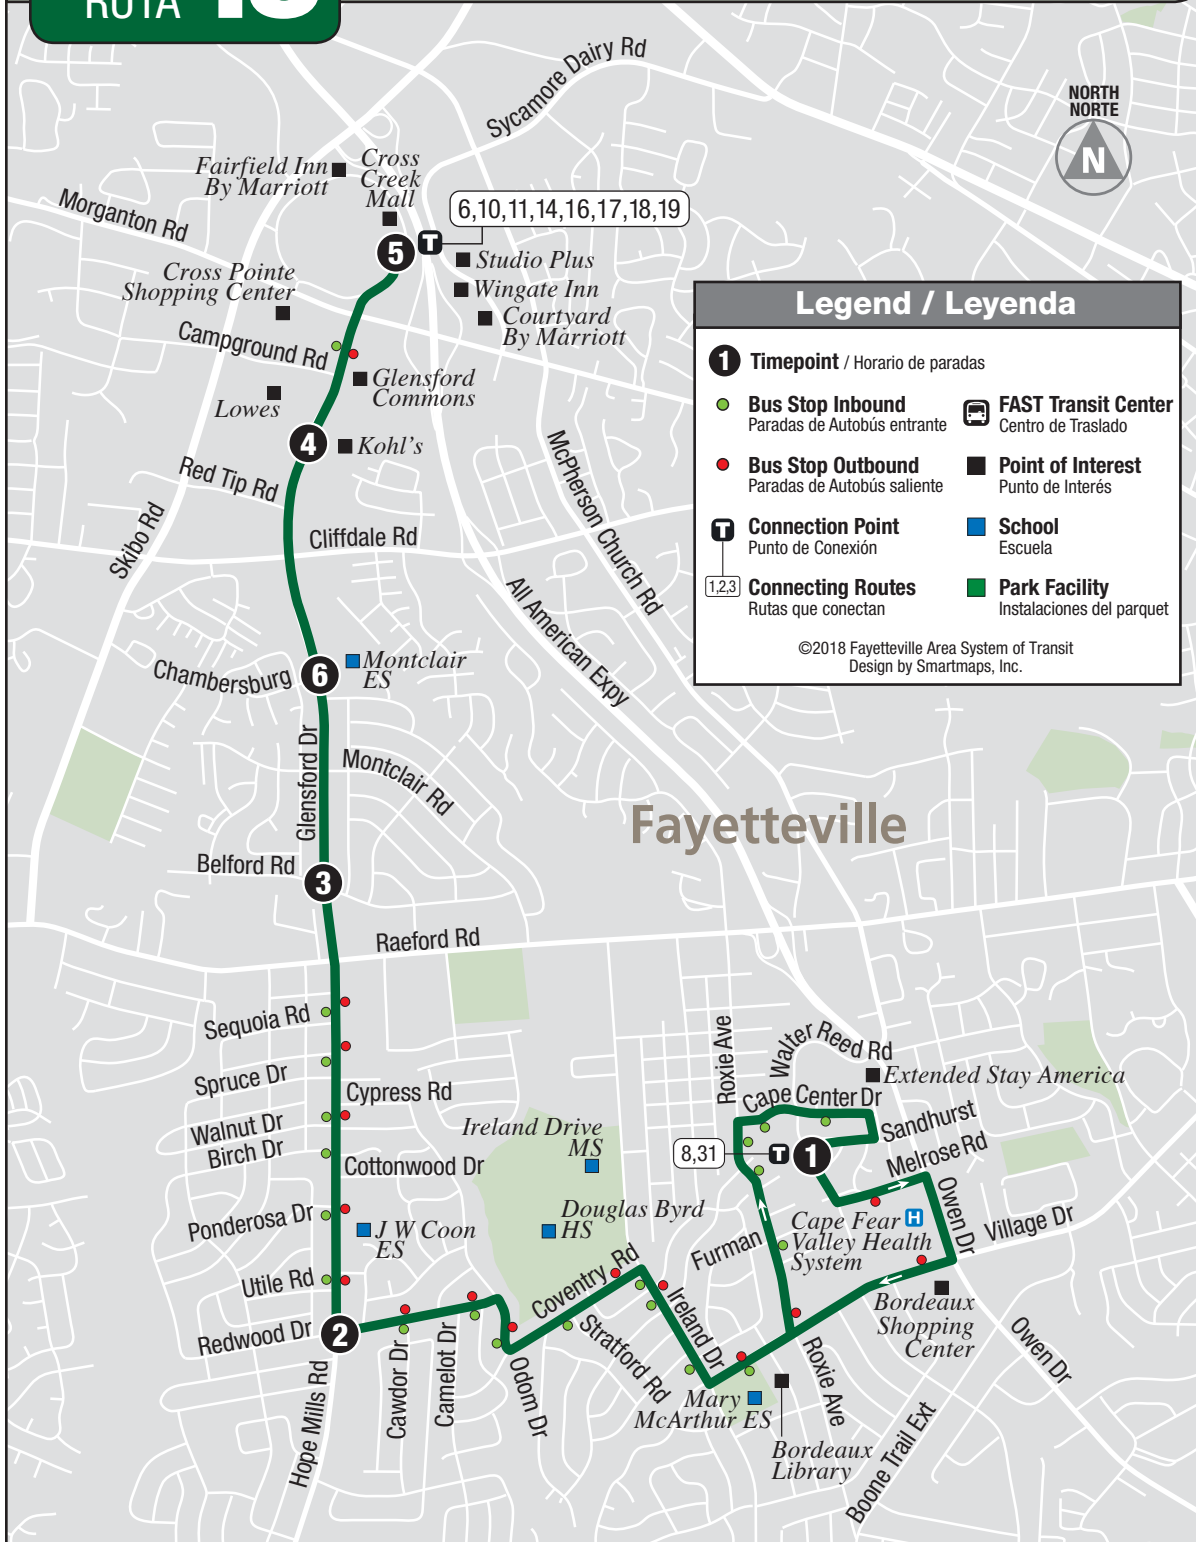 RUTA
Sycamore Dairy Rd
NORTH
NORTE
N
Fairfield Inn
By Marriott
Cross
Creek
Mall
6,10,11,14,16,17,18,19
Morganton Rd
T
5
Studio Plus
Cross Pointe
Shopping Center
Wingate Inn
Courtyard
By Marriott
Campground Rd
Glensford
Commons
Lowes
4
Kohl's
Red Tip Rd
McPherson Church Rd
Skibo Rd
Cliffdale Rd
All American Expy
Legend / Leyenda
1 Timepoint / Horario de paradas
Bus Stop Inbound
Paradas de Autobús entrante
Bus Stop Outbound
Paradas de Autobús saliente
T Connection Point
Punto de Conexión
1,2,3 Connecting Routes
Rutas que conectan
FAST Transit Center
Centro de Traslado
Point of Interest
Punto de Interés
School
Escuela
Park Facility
Instalaciones del parquet
©2018 Fayetteville Area System of Transit
Design by Smartmaps, Inc.
Chambersburg
6
Montclair
ES
Glensford Dr
Montclair Rd
Fayetteville
Belford Rd
3
Raeford Rd
Sequoia Rd
Spruce Dr
Cypress Rd
Walnut Dr
Birch Dr
Cottonwood Dr
Ponderosa Dr
J W Coon
ES
Utile Rd
Redwood Dr
2
Hope Mills Rd
Cawdor Dr
Camelot Dr
Odom Dr
Ireland Drive
MS
Douglas Byrd
HS
Coventry Rd
Stratford Rd
Ireland Dr
Mary
McArthur ES
Bordeaux
Library
Roxie Ave
Walter Reed Rd
Extended Stay America
Cape Center Dr
Sandhurst
8,31
T
1
Melrose Rd
Owen Dr
Furman
Cape Fear H
Valley Health
System
Village Dr
Bordeaux
Shopping
Center
Owen Dr
Roxie Ave
Boone Trail Ext